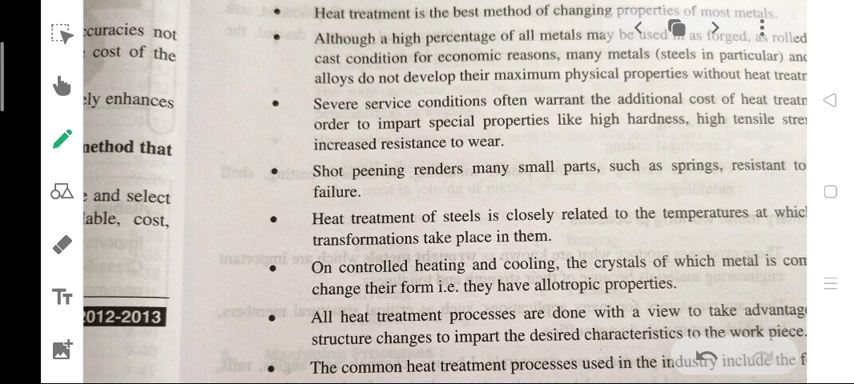 curacies not
cost of the
ely enhances
nethod that
e and select
lable, cost,
2012-2013
• Heat treatment is the best method of changing properties of most metals.
• Although a high percentage of all metals may be used in as forged, as rolled
cast condition for economic reasons, many metals (steels in particular) and
alloys do not develop their maximum physical properties without heat treatr
• Severe service conditions often warrant the additional cost of heat treatn
order to impart special properties like high hardness, high tensile stre
increased resistance to wear.
• Shot peening renders many small parts, such as springs, resistant to
failure.
• Heat treatment of steels is closely related to the temperatures at whic
transformations take place in them.
• On controlled heating and cooling, the crystals of which metal is con
change their form i.e. they have allotropic properties.
• All heat treatment processes are done with a view to take advantage
structure changes to impart the desired characteristics to the work piece.
• The common heat treatment processes used in the industry include the f
Tт